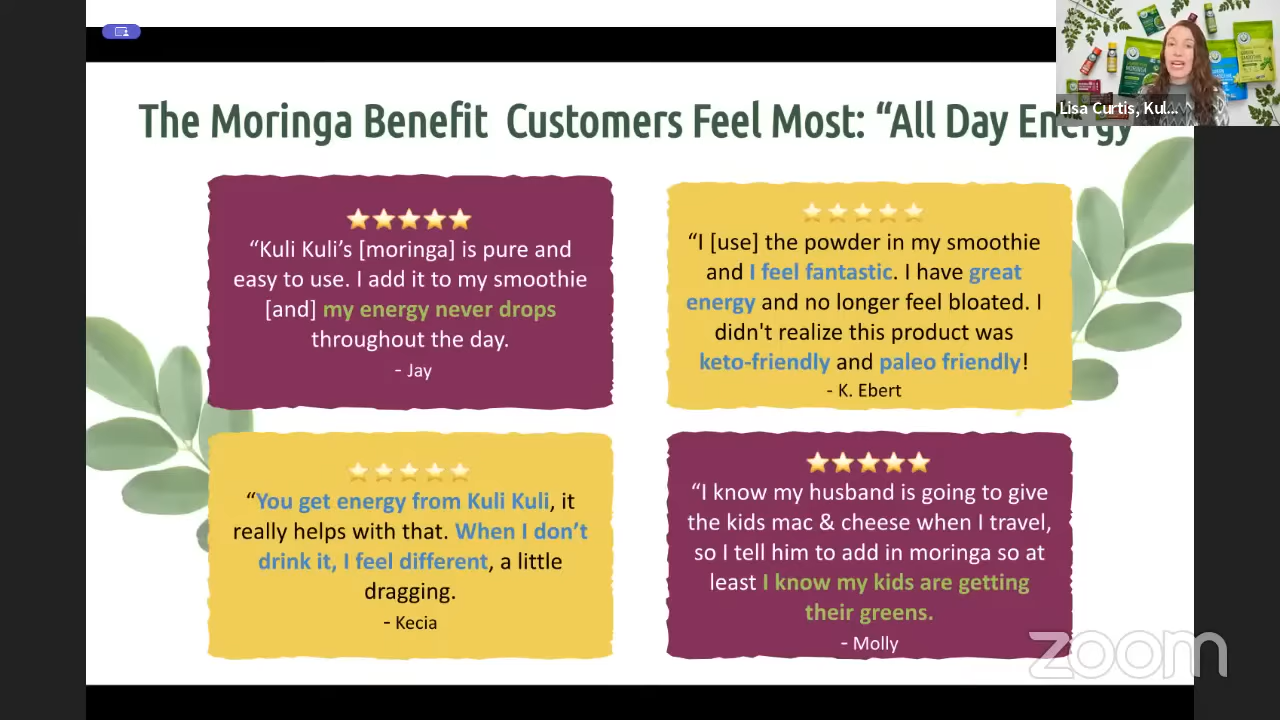 The Moringa Benefit Customers Feel Most: “All Day Energy
Lisa Curtis, Kul...
“Kuli Kuli’s [moringa] is pure and
easy to use. I add it to my smoothie
[and] my energy never drops
throughout the day.
- Jay
“I [use] the powder in my smoothie
and I feel fantastic. I have great
energy and no longer feel bloated. I
didn't realize this product was
keto-friendly and paleo friendly!
- K. Ebert
“You get energy from Kuli Kuli, it
really helps with that. When I don’t
drink it, I feel different, a little
dragging.
- Kecia
“I know my husband is going to give
the kids mac & cheese when I travel,
so I tell him to add in moringa so at
least I know my kids are getting
their greens.
- Molly
zoom